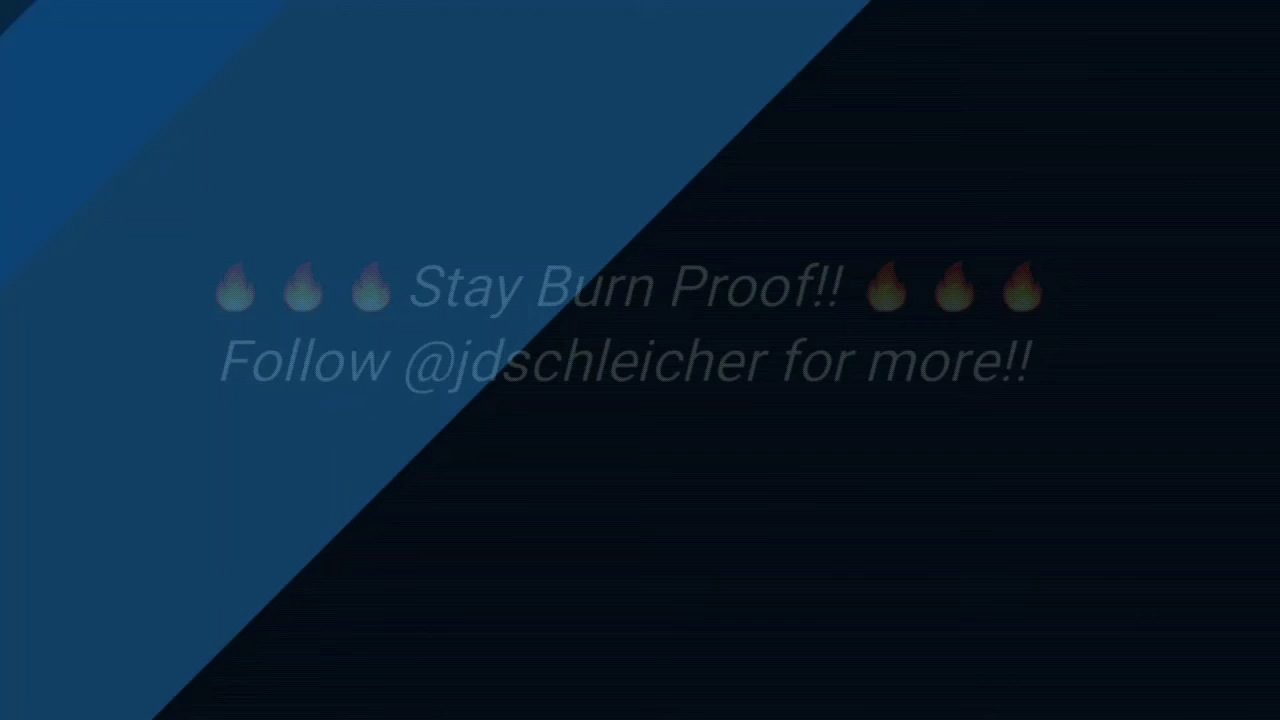 🔥 🔥 🔥 Stay Burn Proof!! 🔥 🔥 🔥
Follow @jdschleicher for more!!